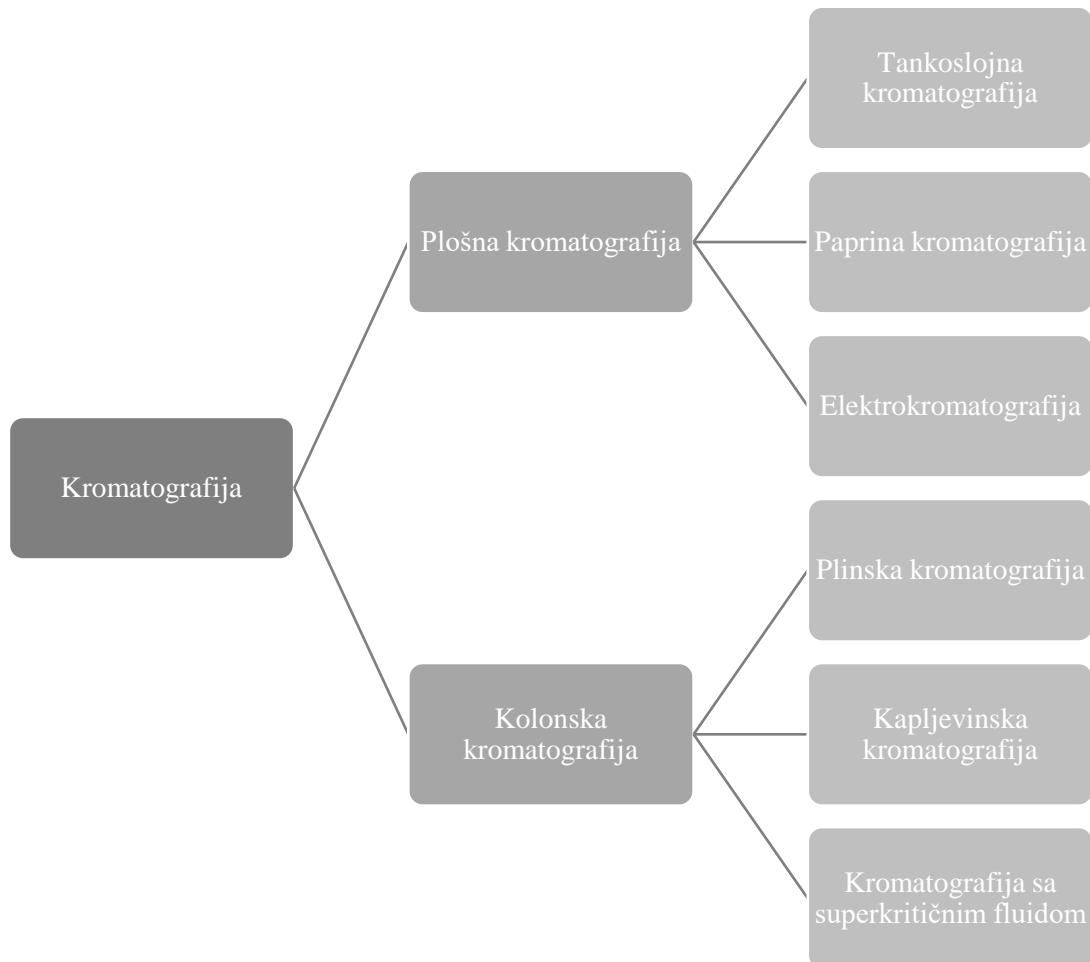 Tankoslojna
kromatografija
Plošna kromatografija
Paprina kromatografija
Elektrokromatografija
Kromatografija
Plinska kromatografija
Kolonska
kromatografija
Kapljevinska
kromatografija
Kromatografija sa
superkritičnim fluidom